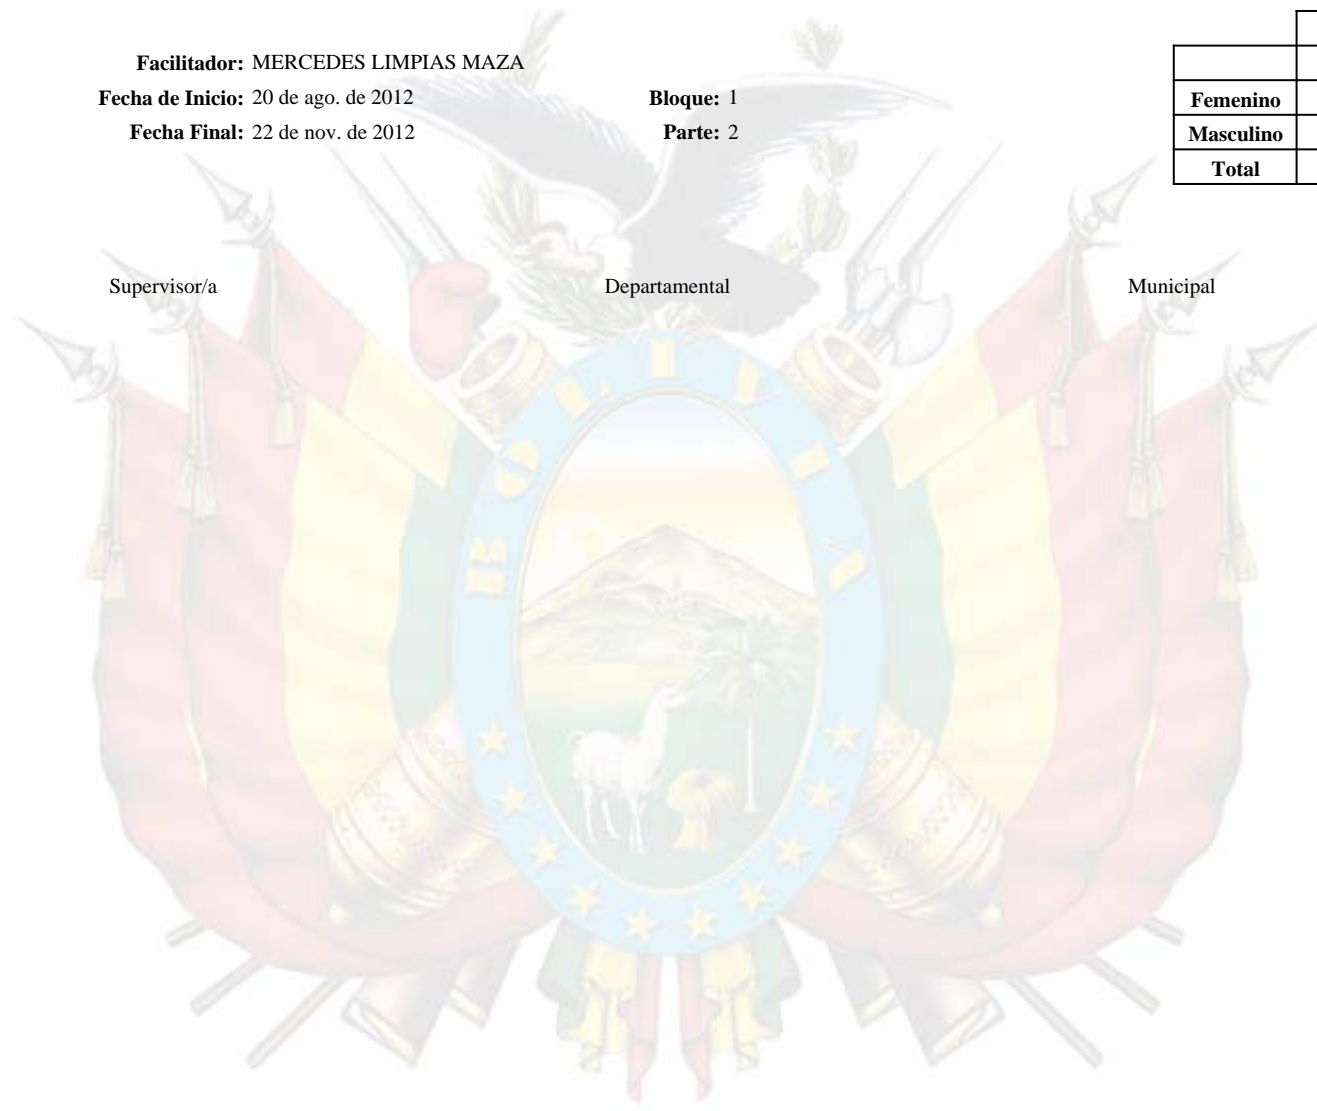 Facilitador: MERCEDES LIMPIAS MAZA
Fecha de Inicio: 20 de ago. de 2012 Bloque: 1
Femenino
Fecha Final: 22 de nov. de 2012 Parte: 2
Masculino
Total
Supervisor/a Departamental Municipal
BOLIVIA